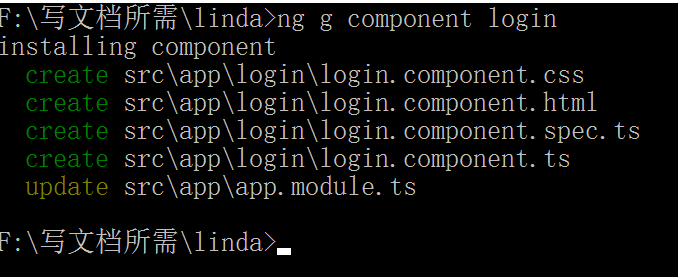 F:\写文档所需\linda>ng g component login
installing component
  create src\app\login\login.component.css
  create src\app\login\login.component.html
  create src\app\login\login.component.spec.ts
  create src\app\login\login.component.ts
  update src\app\app.module.ts
F:\写文档所需\linda>